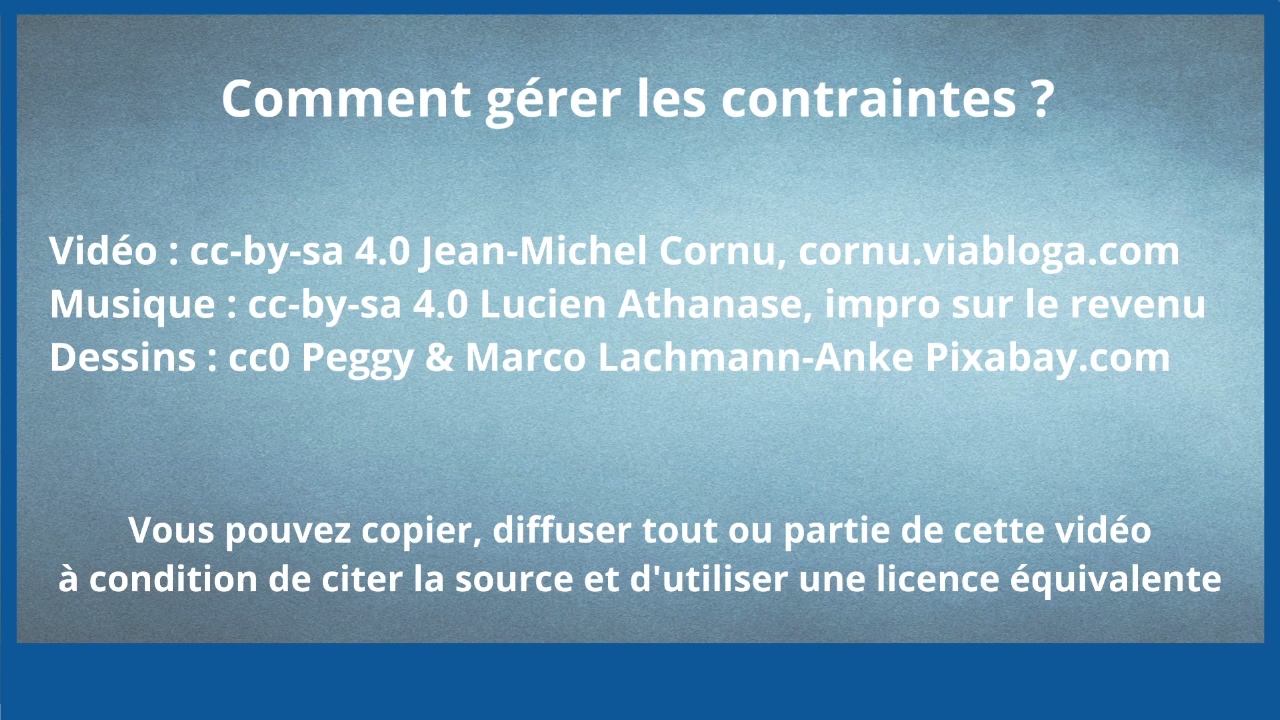 Comment gérer les contraintes ?
Vidéo : cc-by-sa 4.0 Jean-Michel Cornu, cornu.viabloga.com
Musique : cc-by-sa 4.0 Lucien Athanase, impro sur le revenu
Dessins : cc0 Peggy & Marco Lachmann-Anke Pixabay.com
Vous pouvez copier, diffuser tout ou partie de cette vidéo
à condition de citer la source et d'utiliser une licence équivalente